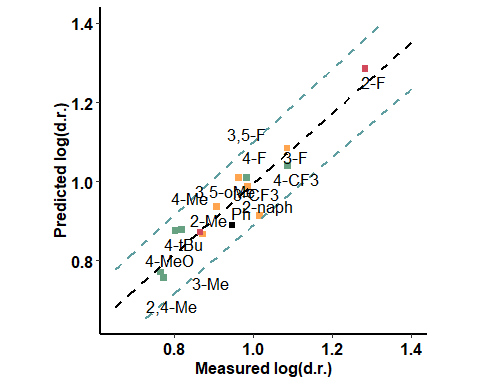 1.4
1.2
1.0
0.8
Predicted log(d.r.)
2-F
3,5-F
4-F
3-F
4-CF3
3,5-oMe
3-CF3
4-Me
2-naph
Ph
2-Me
4-tBu
4-MeO
3-Me
2,4-Me
0.8
1.0
1.2
1.4
Measured log(d.r.)